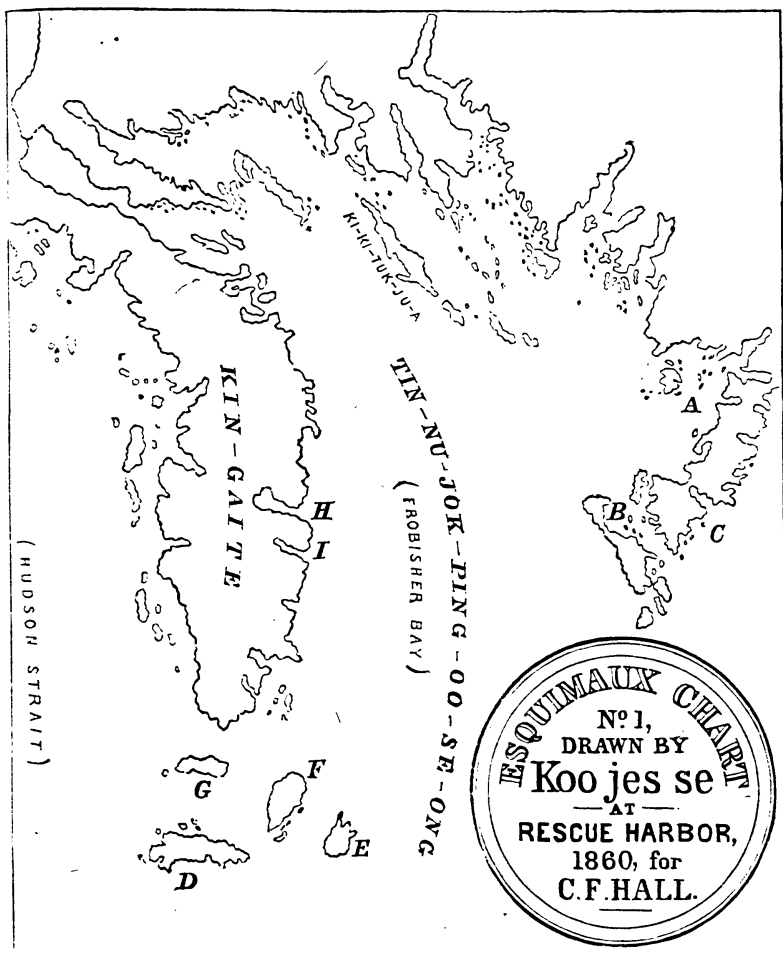 KI-KI-TUK-JU-A
TIN-NU-JOK-PING-OO-SE-ONG
(FROBISHER BAY)
KIN-GAITE
(HUDSON STRAIT)
A
B
C
H
I
F
G
E
D
ESQUIMAUX CHART
Nº 1,
DRAWN BY
Koo jes se
— AT —
RESCUE HARBOR,
1860, for
C.F. HALL.